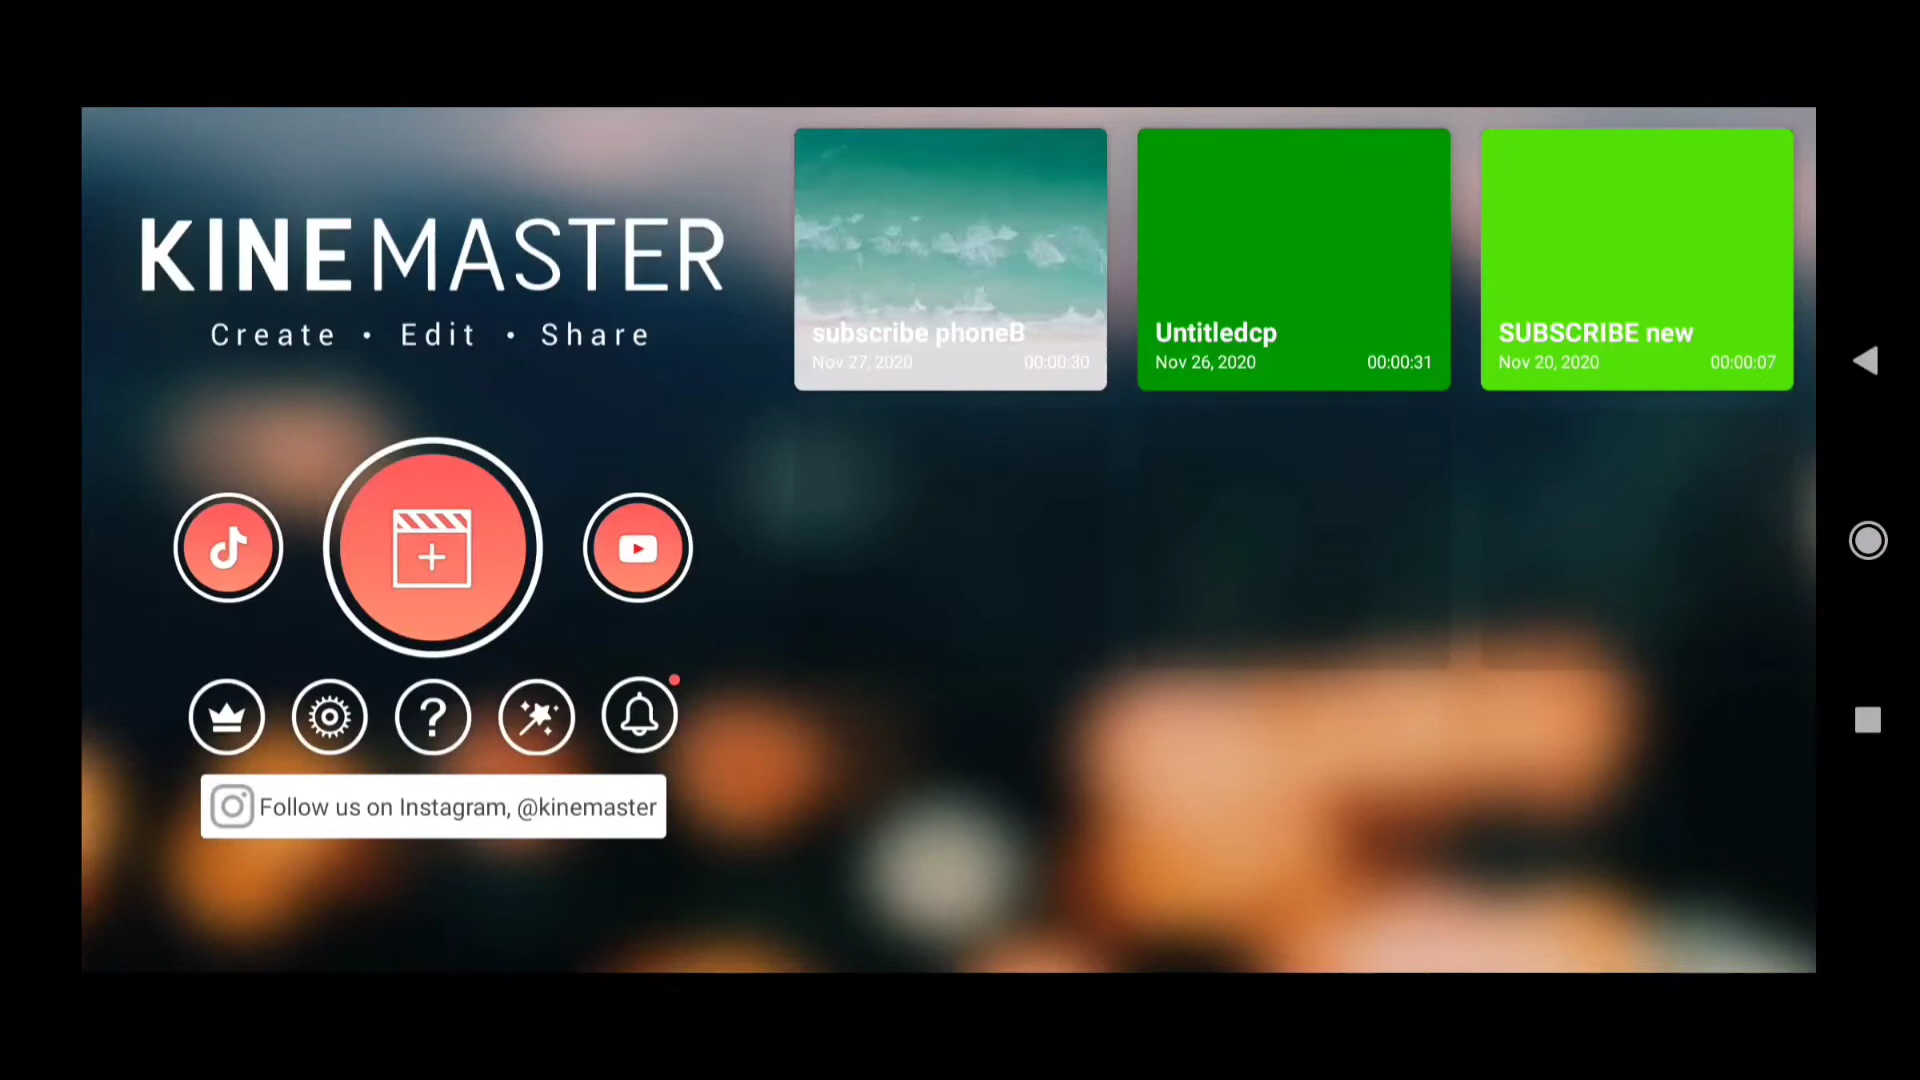 KINEMASTER
Create • Edit • Share
subscribe phoneB
Nov 27, 2020 00:00:30
Untitledcp
Nov 26, 2020 00:00:31
SUBSCRIBE new
Nov 20, 2020 00:00:07
Follow us on Instagram, @kinemaster